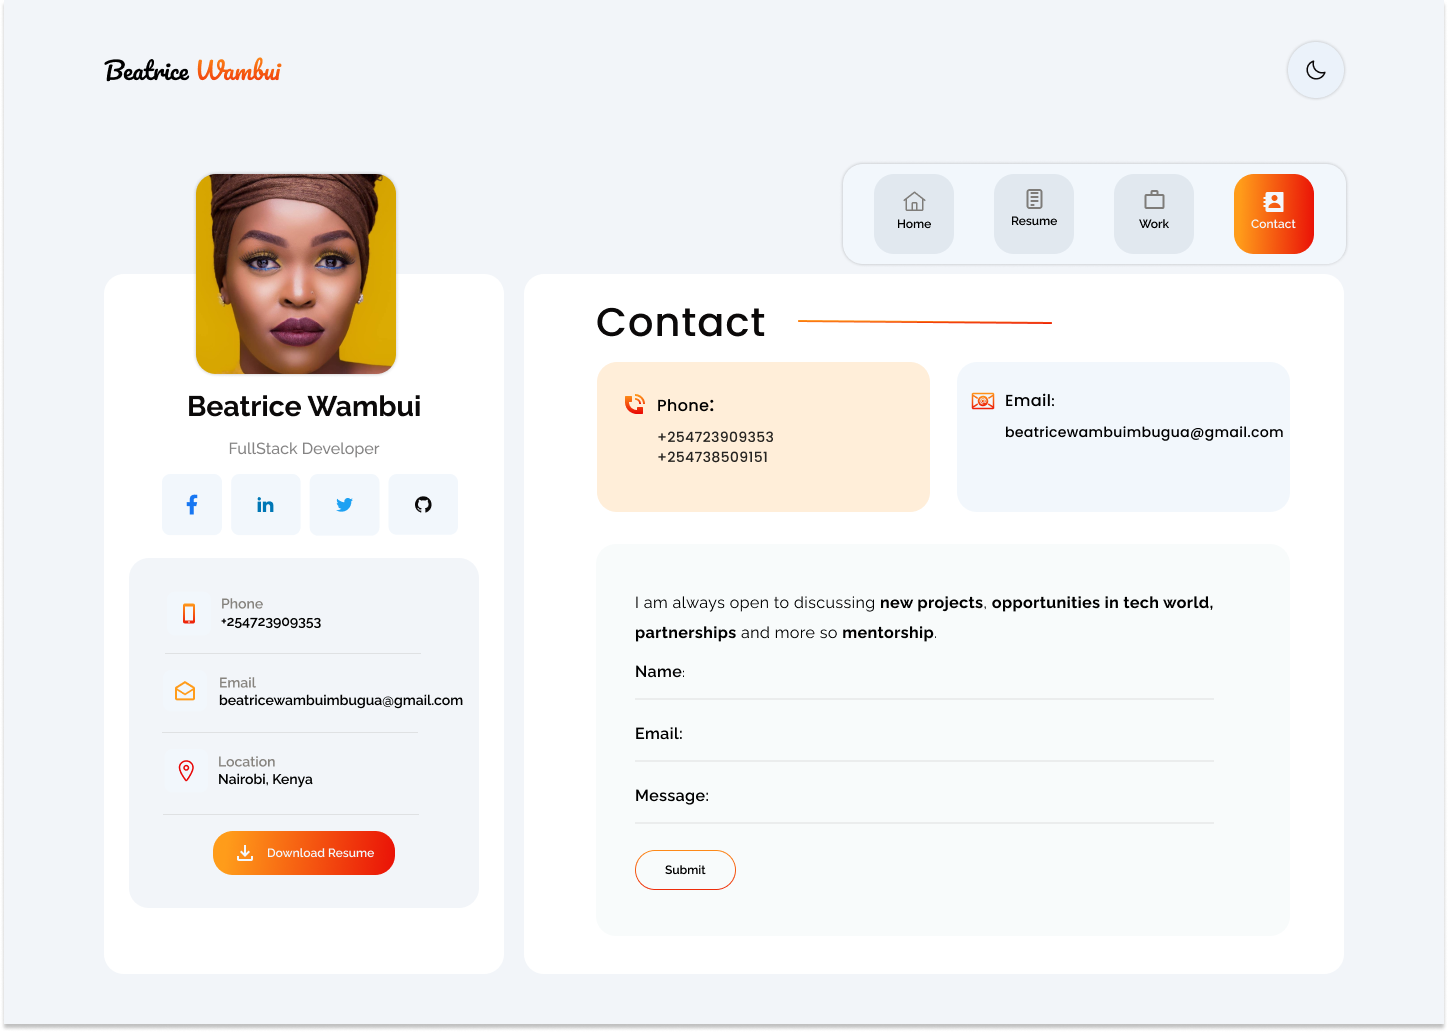 Beatrice Wambui
Home
Resume
Work
Contact
Beatrice Wambui
FullStack Developer
Phone
+254723909353
Email
beatricewambuimbugua@gmail.com
Location
Nairobi, Kenya
Download Resume
Contact
Phone:
+254723909353
+254738509151
Email:
beatricewambuimbugua@gmail.com
I am always open to discussing new projects, opportunities in tech world,
partnerships and more so mentorship.
Name:
Email:
Message:
Submit